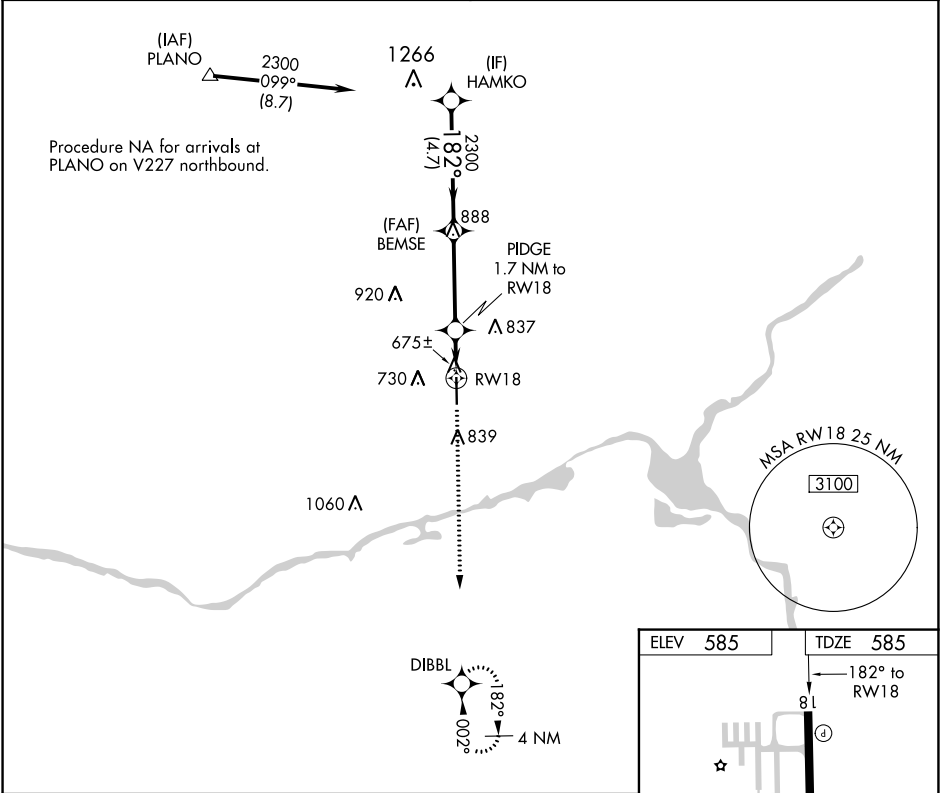 (IAF)
PLANO
2300
099°
(8.7)
1266
(IF)
HAMKO
Procedure NA for arrivals at
PLANO on V227 northbound.
2300
182°
(4.7)
(FAF)
BEMSE
888
PIDGE
1.7 NM to
RW18
920
837
675±
730
RW18
839
1060
MSA RW18 25 NM
3100
DIBBL
182°
002°
4 NM
ELEV 585
TDZE 585
182° to
RW18
18
P